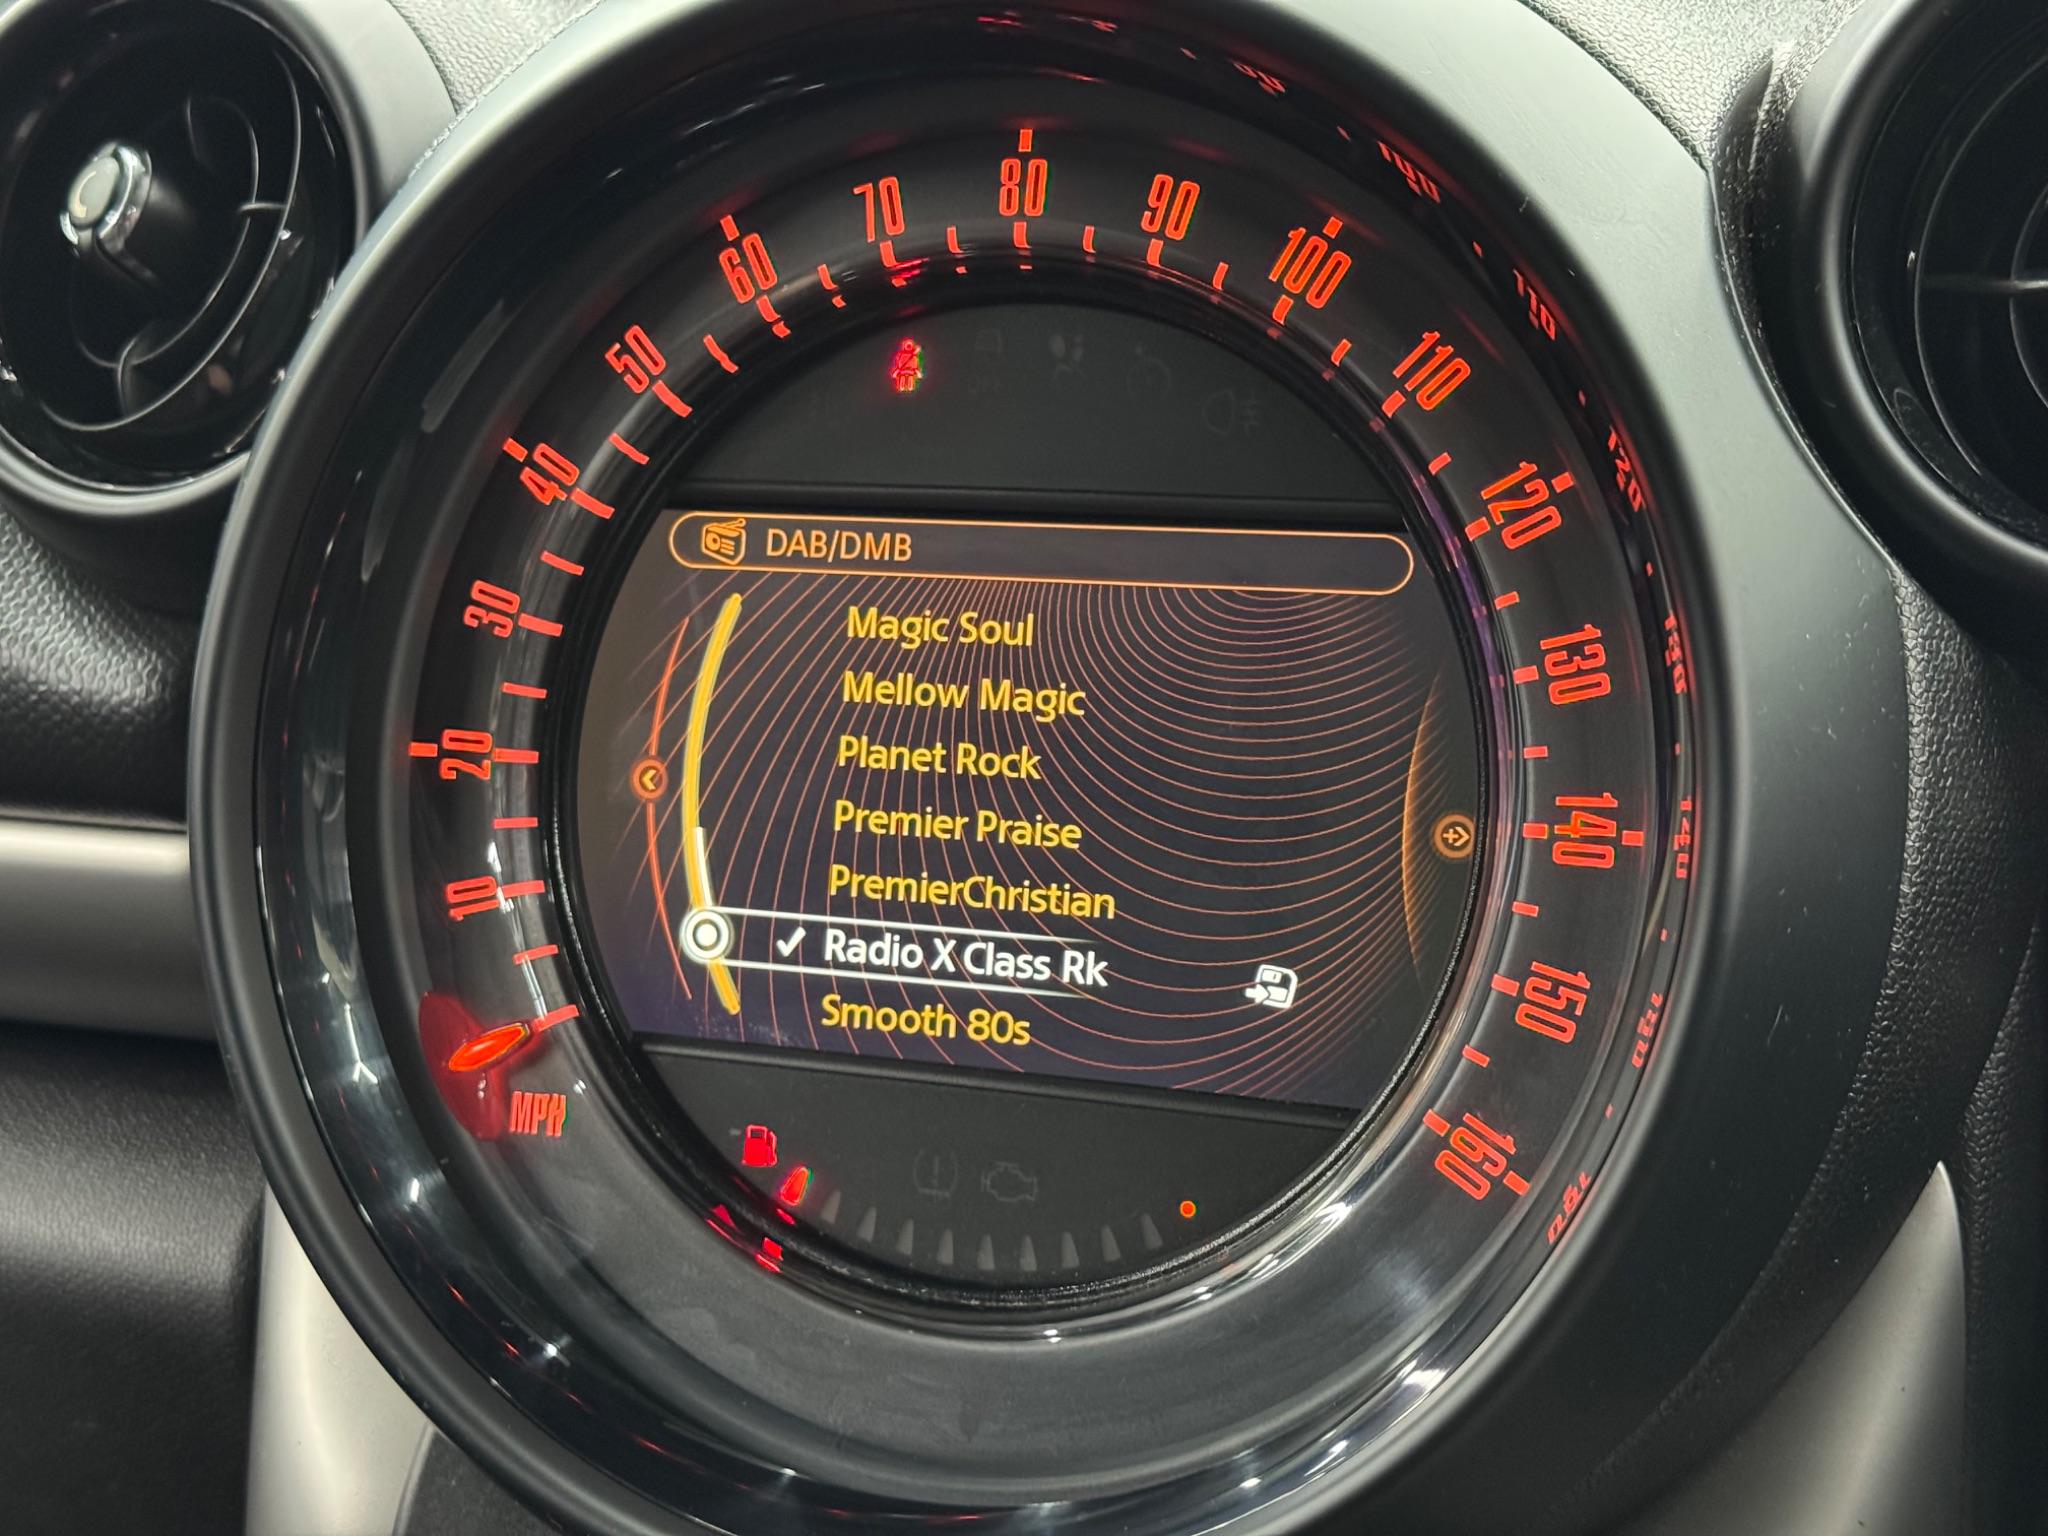 80
70
90
60
100
50
110
40
120
30
130
20
140
10
150
MPH
160
DAB/DMB
Magic Soul
Mellow Magic
Planet Rock
Premier Praise
PremierChristian
✓ Radio X Class Rk
Smooth 80s